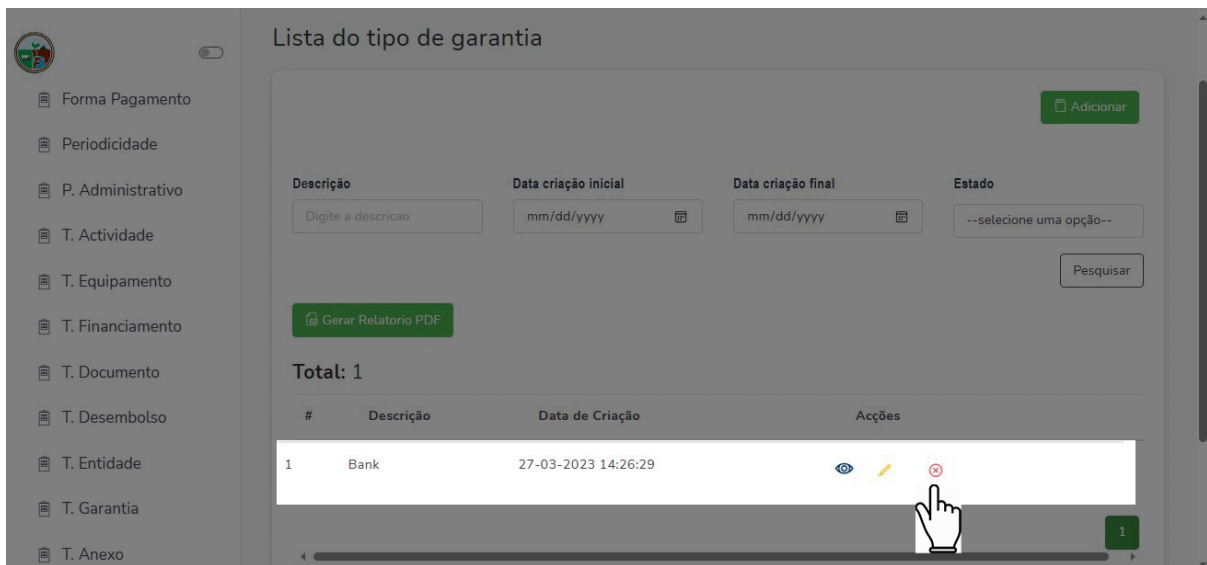 Lista do tipo de garantia
Forma Pagamento
Periodicidade
P. Administrativo
T. Actividade
T. Equipamento
T. Financiamento
T. Documento
T. Desembolso
T. Entidade
T. Garantia
T. Anexo
Adicionar
Descrição Data criação inicial Data criação final Estado
Digite a descricao mm/dd/yyyy mm/dd/yyyy --selecione uma opção--
Pesquisar
Gerar Relatorio PDF
Total: 1
# Descrição Data de Criação Acções
1 Bank 27-03-2023 14:26:29
1